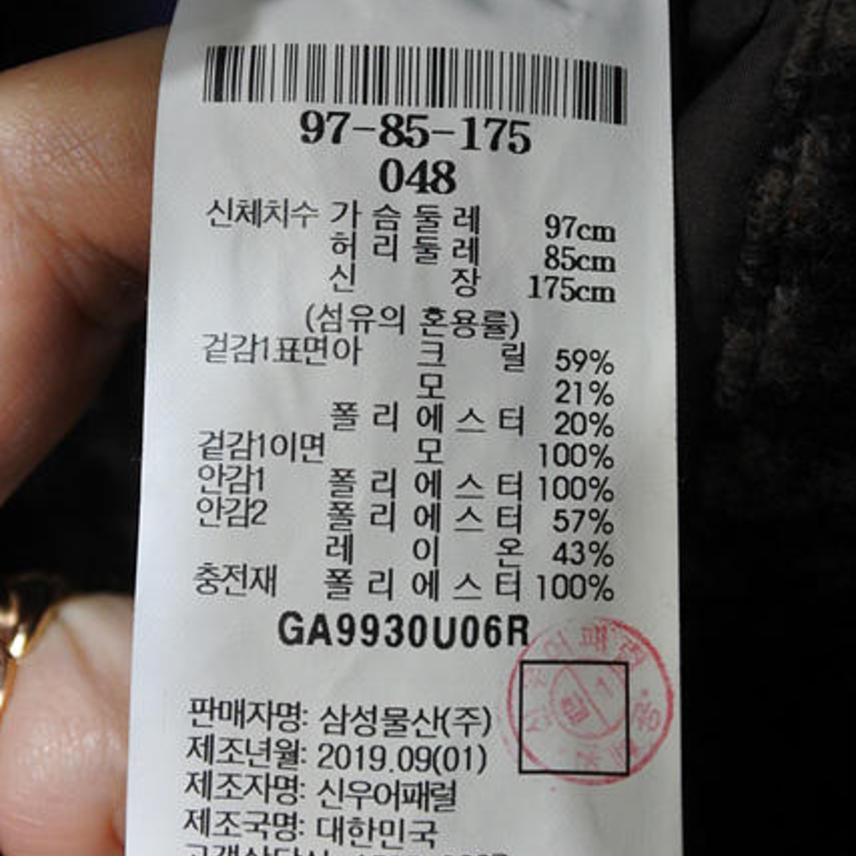 97-85-175
048
신체치수 가슴둘레 97cm
허리둘레 85cm
신장 175cm
(섬유의 혼용률)
겉감1표면아크릴 59%
모 21%
폴리에스터 20%
겉감1이면 모 100%
안감1 폴리에스터 100%
안감2 폴리에스터 57%
레이온 43%
충전재 폴리에스터 100%
GA9930U06R
판매자명: 삼성물산(주)
제조년월: 2019.09(01)
제조자명: 신우어패럴
제조국명: 대한민국